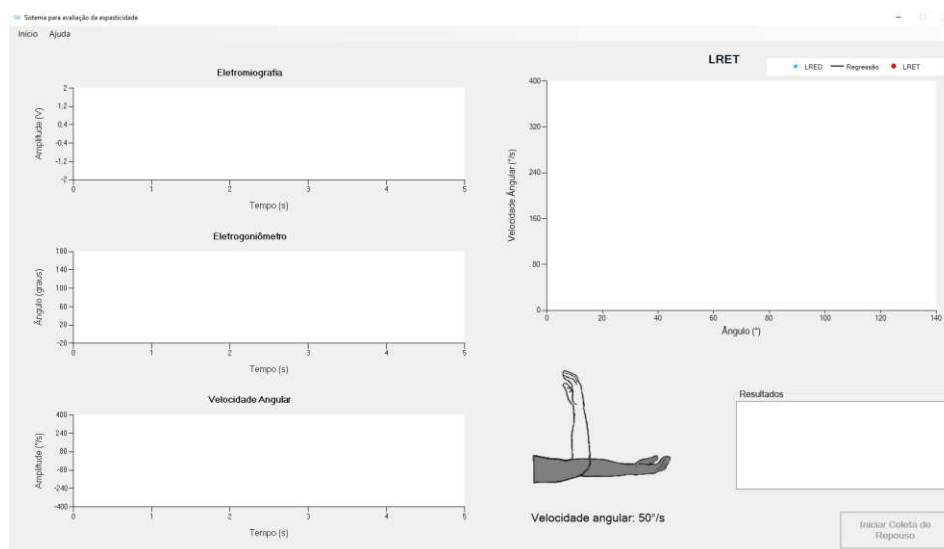 Sistema para avaliação da espasticidade
Início Ajuda
Eletromiografia
Amplitude (V)
2
1,2
0,4
-0,4
-1,2
-2
0 1 2 3 4 5
Tempo (s)
Eletrogoniômetro
Ângulo (graus)
180
140
100
60
20
-20
0 1 2 3 4 5
Tempo (s)
Velocidade Angular
Amplitude (°/s)
400
240
80
-80
-240
-400
0 1 2 3 4 5
Tempo (s)
LRET
LRED Regressão LRET
Velocidade Ângular (°/s)
400
320
240
160
80
0
0 20 40 60 80 100 120 140
Ângulo (°)
Velocidade angular: 50°/s
Resultados
Iniciar Coleta de
Repouso